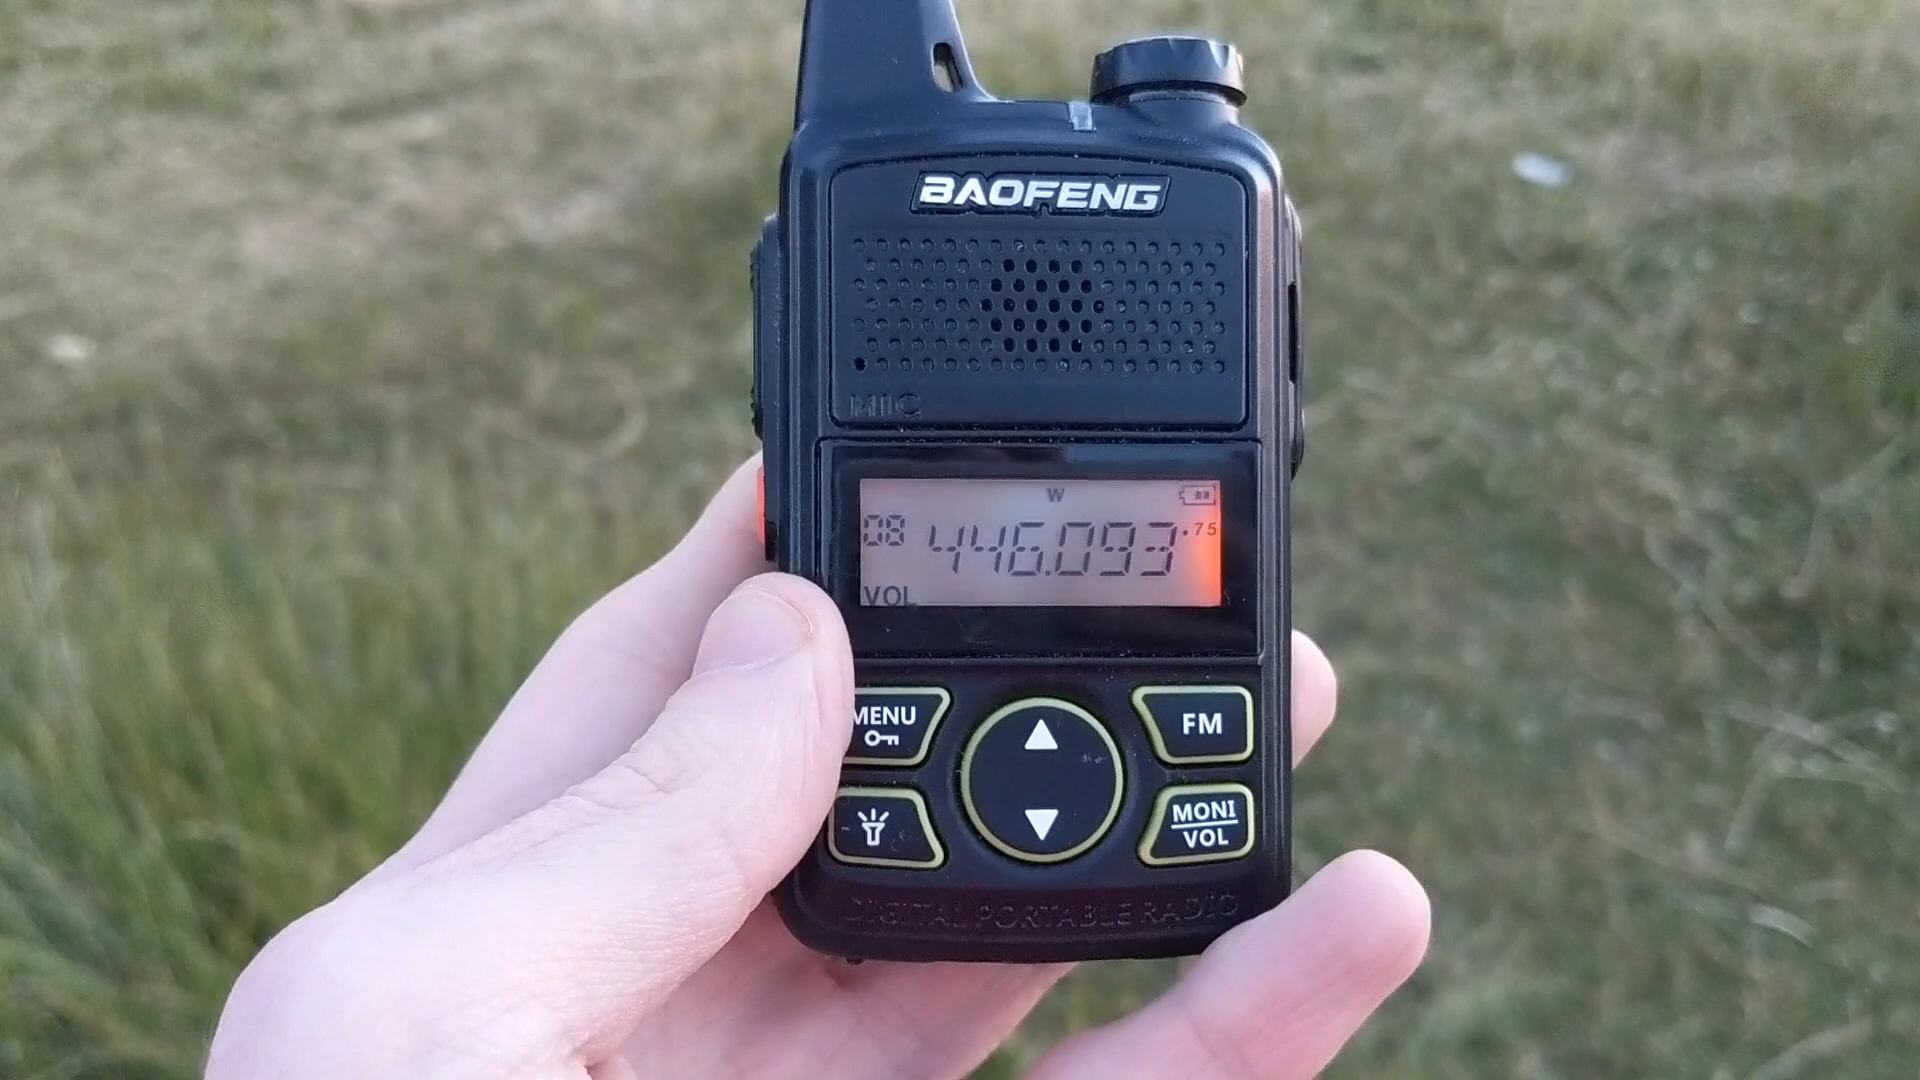 BAOFENG
MIC
W
08 446.093.75
VOL
MENU
FM
MONI
VOL
DIGITAL PORTABLE RADIO